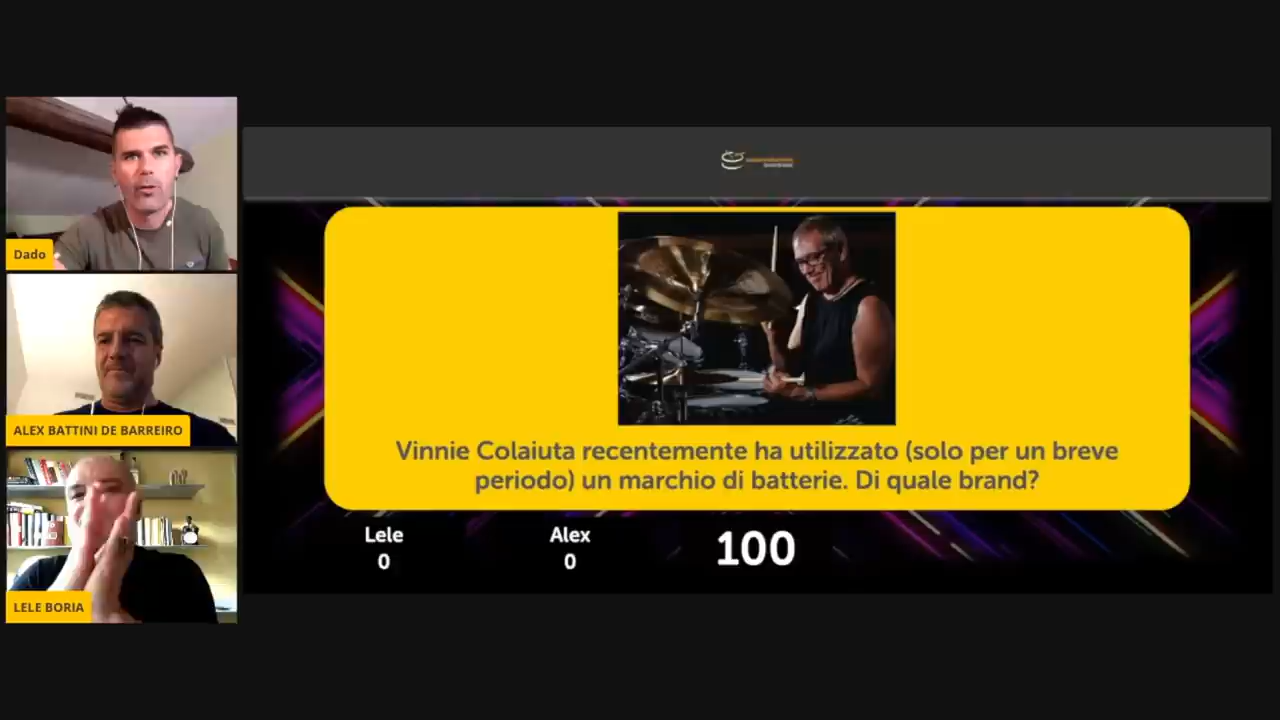 Dado
ALEX BATTINI DE BARREIRO
LELE BORIA
Vinnie Colaiuta recentemente ha utilizzato (solo per un breve
periodo) un marchio di batterie. Di quale brand?
Lele
0
Alex
0
100